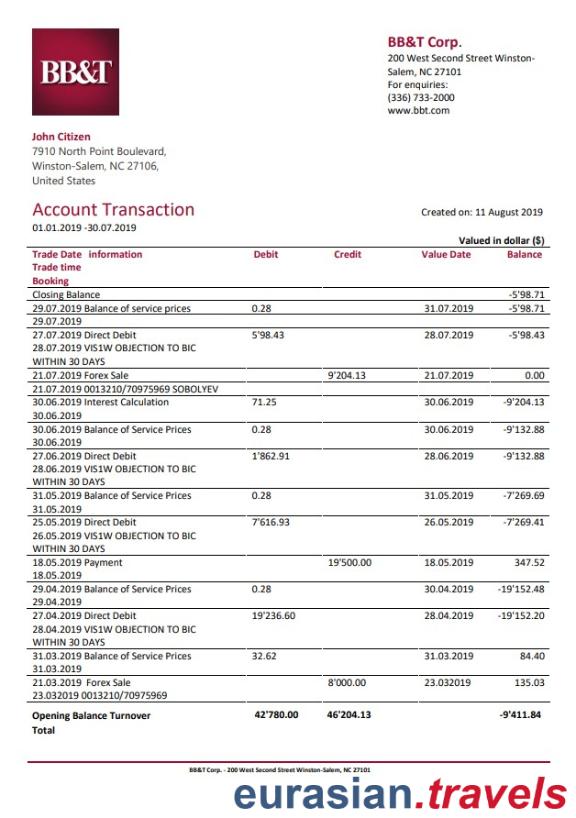 BB&T
BB&T Corp.
200 West Second Street Winston-
Salem, NC 27101
For enquiries:
(336) 733-2000
www.bbt.com
John Citizen
7910 North Point Boulevard,
Winston-Salem, NC 27106,
United States
Account Transaction
Created on: 11 August 2019
01.01.2019 -30.07.2019
Valued in dollar ($)
Trade Date information Debit Credit Value Date Balance
Trade time
Booking
Closing Balance -5'98.71
29.07.2019 Balance of service prices 0.28 31.07.2019 -5'98.71
29.07.2019
27.07.2019 Direct Debit 5'98.43 28.07.2019 -5'98.43
28.07.2019 VIS1W OBJECTION TO BIC
WITHIN 30 DAYS
21.07.2019 Forex Sale 9'204.13 21.07.2019 0.00
21.07.2019 0013210/70975969 SOBOLYEV
30.06.2019 Interest Calculation 71.25 30.06.2019 -9'204.13
30.06.2019
30.06.2019 Balance of Service Prices 0.28 30.06.2019 -9'132.88
30.06.2019
27.06.2019 Direct Debit 1'862.91 28.06.2019 -9'132.88
28.06.2019 VIS1W OBJECTION TO BIC
WITHIN 30 DAYS
31.05.2019 Balance of Service Prices 0.28 31.05.2019 -7'269.69
31.05.2019
25.05.2019 Direct Debit 7'616.93 26.05.2019 -7'269.41
26.05.2019 VIS1W OBJECTION TO BIC
WITHIN 30 DAYS
18.05.2019 Payment 19'500.00 18.05.2019 347.52
18.05.2019
29.04.2019 Balance of Service Prices 0.28 30.04.2019 -19'152.48
29.04.2019
27.04.2019 Direct Debit 19'236.60 28.04.2019 -19'152.20
28.04.2019 VIS1W OBJECTION TO BIC
WITHIN 30 DAYS
31.03.2019 Balance of Service Prices 32.62 31.03.2019 84.40
31.03.2019
21.03.2019 Forex Sale 8'000.00 23.032019 135.03
23.032019 0013210/70975969
Opening Balance Turnover 42'780.00 46'204.13 -9'411.84
Total
BB&T Corp. - 200 West Second Street Winston-Salem, NC 27101
eurasian.travels